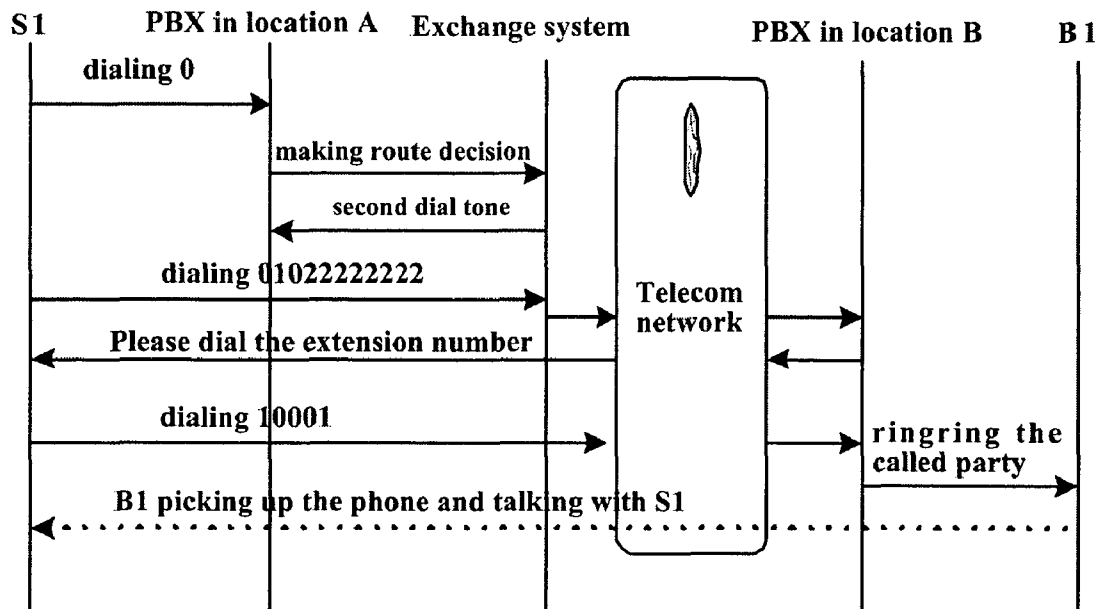 S1
PBX in location A
Exchange system
PBX in location B
B1
dialing 0
making route decision
second dial tone
dialing 01022222222
Telecom
network
Please dial the extension number
dialing 10001
ringring the
called party
B1 picking up the phone and talking with S1